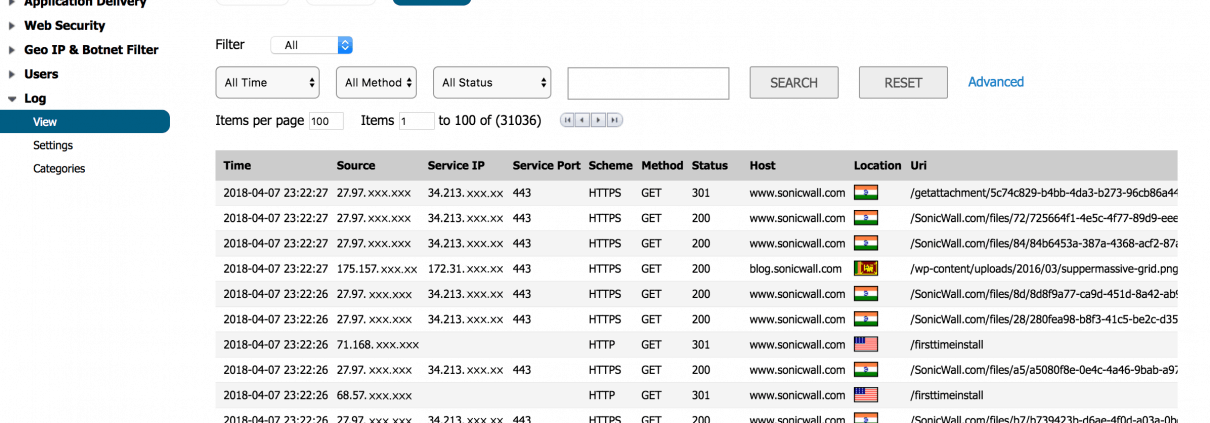 Application Delivery
Web Security
Geo IP & Botnet Filter
Users
Log
View
Settings
Categories
Filter All
All Time All Method All Status SEARCH RESET Advanced
Items per page 100 Items 1 to 100 of (31036)
Time Source Service IP Service Port Scheme Method Status Host Location Uri
2018-04-07 23:22:27 27.97. xxx.xxx 34.213. xxx.xx 443 HTTPS GET 301 www.sonicwall.com /getattachment/5c74c829-b4bb-4da3-b273-96cb86a44
2018-04-07 23:22:27 27.97. xxx.xxx 34.213. xxx.xx 443 HTTPS GET 200 www.sonicwall.com /SonicWall.com/files/72/725664f1-4e5c-4f77-89d9-eee
2018-04-07 23:22:27 27.97. xxx.xxx 34.213. xxx.xx 443 HTTPS GET 200 www.sonicwall.com /SonicWall.com/files/84/84b6453a-387a-4368-acf2-87a
2018-04-07 23:22:27 175.157. xxx.xx 172.31. xxx.xx 443 HTTPS GET 200 blog.sonicwall.com /wp-content/uploads/2016/03/suppermassive-grid.png
2018-04-07 23:22:26 27.97. xxx.xxx 34.213. xxx.xx 443 HTTPS GET 200 www.sonicwall.com /SonicWall.com/files/8d/8d8f9a77-ca9d-451d-8a42-ab9
2018-04-07 23:22:26 27.97. xxx.xxx 34.213. xxx.xx 443 HTTPS GET 200 www.sonicwall.com /SonicWall.com/files/28/280fea98-b8f3-41c5-be2c-d35
2018-04-07 23:22:26 71.168. xxx.xxx HTTP GET 301 www.sonicwall.com /firsttimeinstall
2018-04-07 23:22:26 27.97. xxx.xxx 34.213. xxx.xx 443 HTTPS GET 200 www.sonicwall.com /SonicWall.com/files/a5/a5080f8e-0e4c-4a46-9bab-a97
2018-04-07 23:22:26 68.57. xxx.xxx HTTP GET 301 www.sonicwall.com /firsttimeinstall
2018-04-07 23:22:26 27.97. xxx.xxx 34.213. xxx.xx 443 HTTPS GET 200 www.sonicwall.com /SonicWall.com/files/b7/b739423b-d6ae-4f0d-a03a-0b